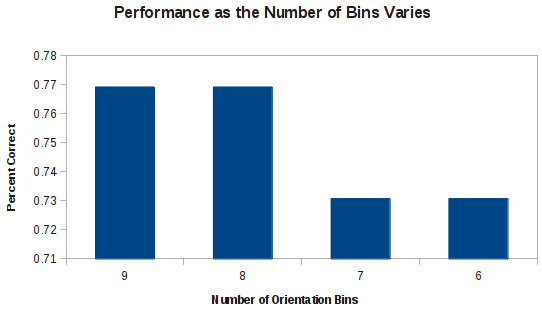 Performance as the Number of Bins Varies
0.78
0.77
0.76
0.75
0.74
0.73
0.72
0.71
Percent Correct
9 8 7 6
Number of Orientation Bins